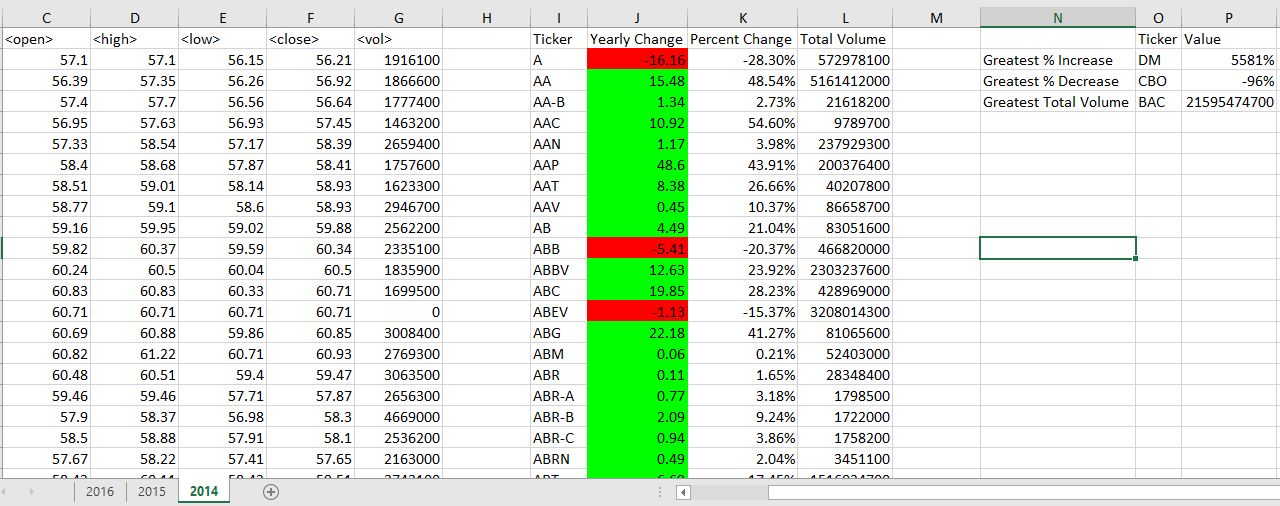 C D E F G H I J K L M N O P
<open> <high> <low> <close> <vol> Ticker Yearly Change Percent Change Total Volume Ticker Value
57.1 57.1 56.15 56.21 1916100 A -16.16 -28.30% 572978100 Greatest % Increase DM 5581%
56.39 57.35 56.26 56.92 1866600 AA 15.48 48.54% 5161412000 Greatest % Decrease CBO -96%
57.4 57.7 56.56 56.64 1777400 AA-B 1.34 2.73% 21618200 Greatest Total Volume BAC 21595474700
56.95 57.63 56.93 57.45 1463200 AAC 10.92 54.60% 9789700
57.33 58.54 57.17 58.39 2659400 AAN 1.17 3.98% 237929300
58.4 58.68 57.87 58.41 1757600 AAP 48.6 43.91% 200376400
58.51 59.01 58.14 58.93 1623300 AAT 8.38 26.66% 40207800
58.77 59.1 58.6 58.93 2946700 AAV 0.45 10.37% 86658700
59.16 59.95 59.02 59.88 2562200 AB 4.49 21.04% 83051600
59.82 60.37 59.59 60.34 2335100 ABB -5.41 -20.37% 466820000
60.24 60.5 60.04 60.5 1835900 ABBV 12.63 23.92% 2303237600
60.83 60.83 60.33 60.71 1699500 ABC 19.85 28.23% 428969000
60.71 60.71 60.71 60.71 0 ABEV -1.13 -15.37% 3208014300
60.69 60.88 59.86 60.85 3008400 ABG 22.18 41.27% 81065600
60.82 61.22 60.71 60.93 2769300 ABM 0.06 0.21% 52403000
60.48 60.51 59.4 59.47 3063500 ABR 0.11 1.65% 28348400
59.46 59.46 57.71 57.87 2656300 ABR-A 0.77 3.18% 1798500
57.9 58.37 56.98 58.3 4669000 ABR-B 2.09 9.24% 1722000
58.5 58.88 57.91 58.1 2536200 ABR-C 0.94 3.86% 1758200
57.67 58.22 57.41 57.65 2163000 ABRN 0.49 2.04% 3451100
2016 2015 2014